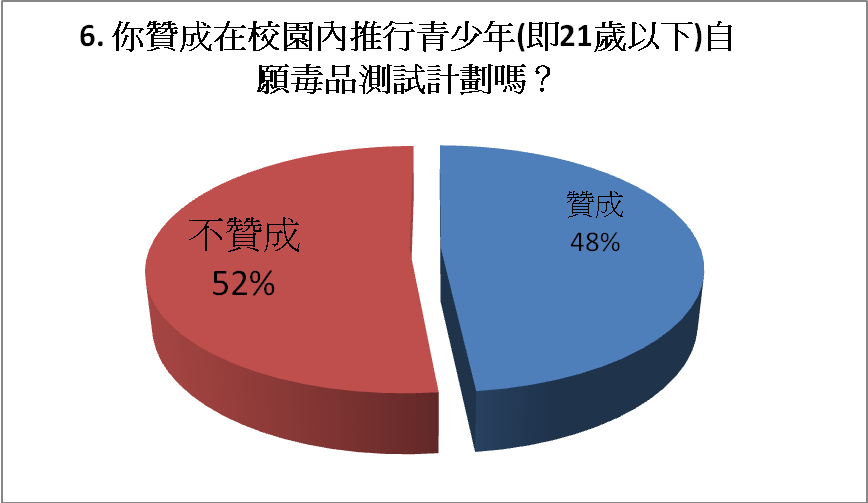 6. 你贊成在校園內推行青少年(即21歲以下)自
願毒品測試計劃嗎？
不贊成
52%
贊成
48%